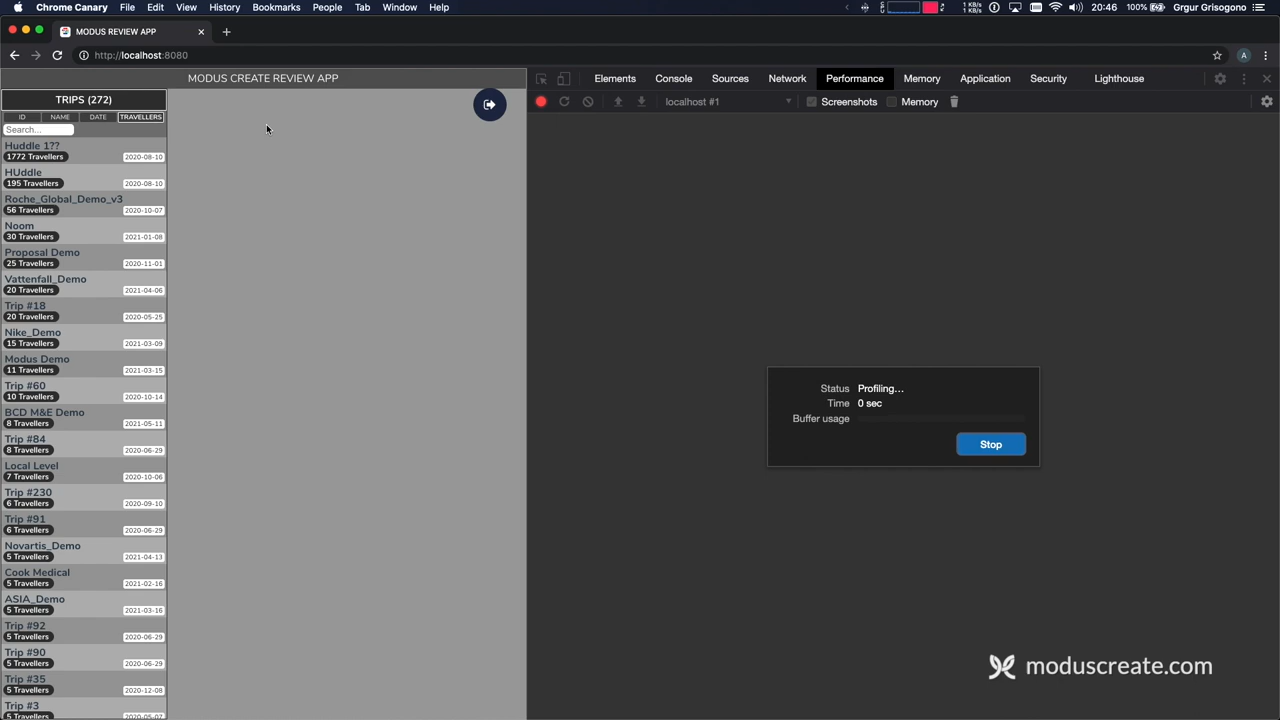 Chrome Canary File Edit View History Bookmarks People Tab Window Help
1 KB/s
1 KB/s
20:46 100% Grgur Grisogono
MODUS REVIEW APP
http://localhost:8080
A
MODUS CREATE REVIEW APP
TRIPS (272)
ID NAME DATE TRAVELLERS
Search...
Huddle 1??
1772 Travellers 2020-08-10
HUddle
195 Travellers 2020-08-10
Roche_Global_Demo_v3
56 Travellers 2020-10-07
Noom
30 Travellers 2021-01-08
Proposal Demo
25 Travellers 2020-11-01
Vattenfall_Demo
20 Travellers 2021-04-06
Trip #18
20 Travellers 2020-05-25
Nike_Demo
15 Travellers 2021-03-09
Modus Demo
11 Travellers 2021-03-15
Trip #60
10 Travellers 2020-10-14
BCD M&E Demo
8 Travellers 2021-05-11
Trip #84
8 Travellers 2020-06-29
Local Level
7 Travellers 2020-10-06
Trip #230
6 Travellers 2020-09-10
Trip #91
6 Travellers 2020-06-29
Novartis_Demo
5 Travellers 2021-04-13
Cook Medical
5 Travellers 2021-02-16
ASIA_Demo
5 Travellers 2021-03-16
Trip #92
5 Travellers 2020-06-29
Trip #90
5 Travellers 2020-06-29
Trip #35
5 Travellers 2020-12-08
Trip #3
5 Travellers 2020-05-07
Elements Console Sources Network Performance Memory Application Security Lighthouse
localhost #1 Screenshots Memory
Status Profiling…
Time 0 sec
Buffer usage
Stop
moduscreate.com